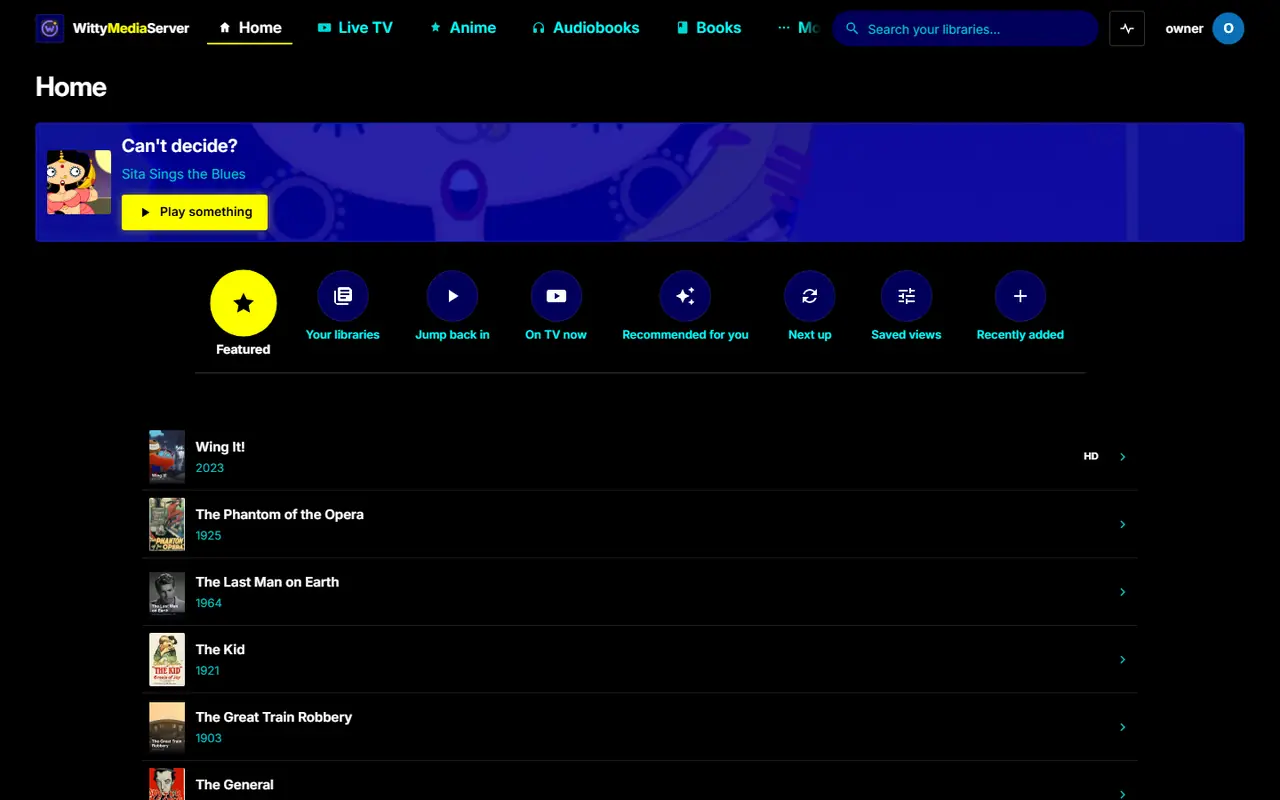 WittyMediaServer
Home
Live TV
Anime
Audiobooks
Books
Search your libraries...
owner
O
Home
Can't decide?
Sita Sings the Blues
Play something
Featured
Your libraries
Jump back in
On TV now
Recommended for you
Next up
Saved views
Recently added
Wing It!
2023
HD
The Phantom of the Opera
1925
The Last Man on Earth
1964
THE KID
The Kid
1921
The Great Train Robbery
1903
The General